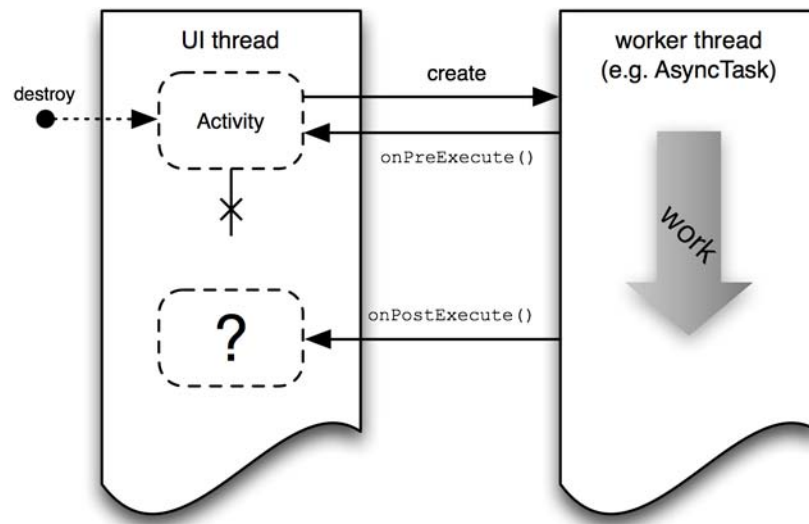 UI thread
worker thread
(e.g. AsyncTask)
create
destroy
Activity
onPreExecute()
work
?
onPostExecute()